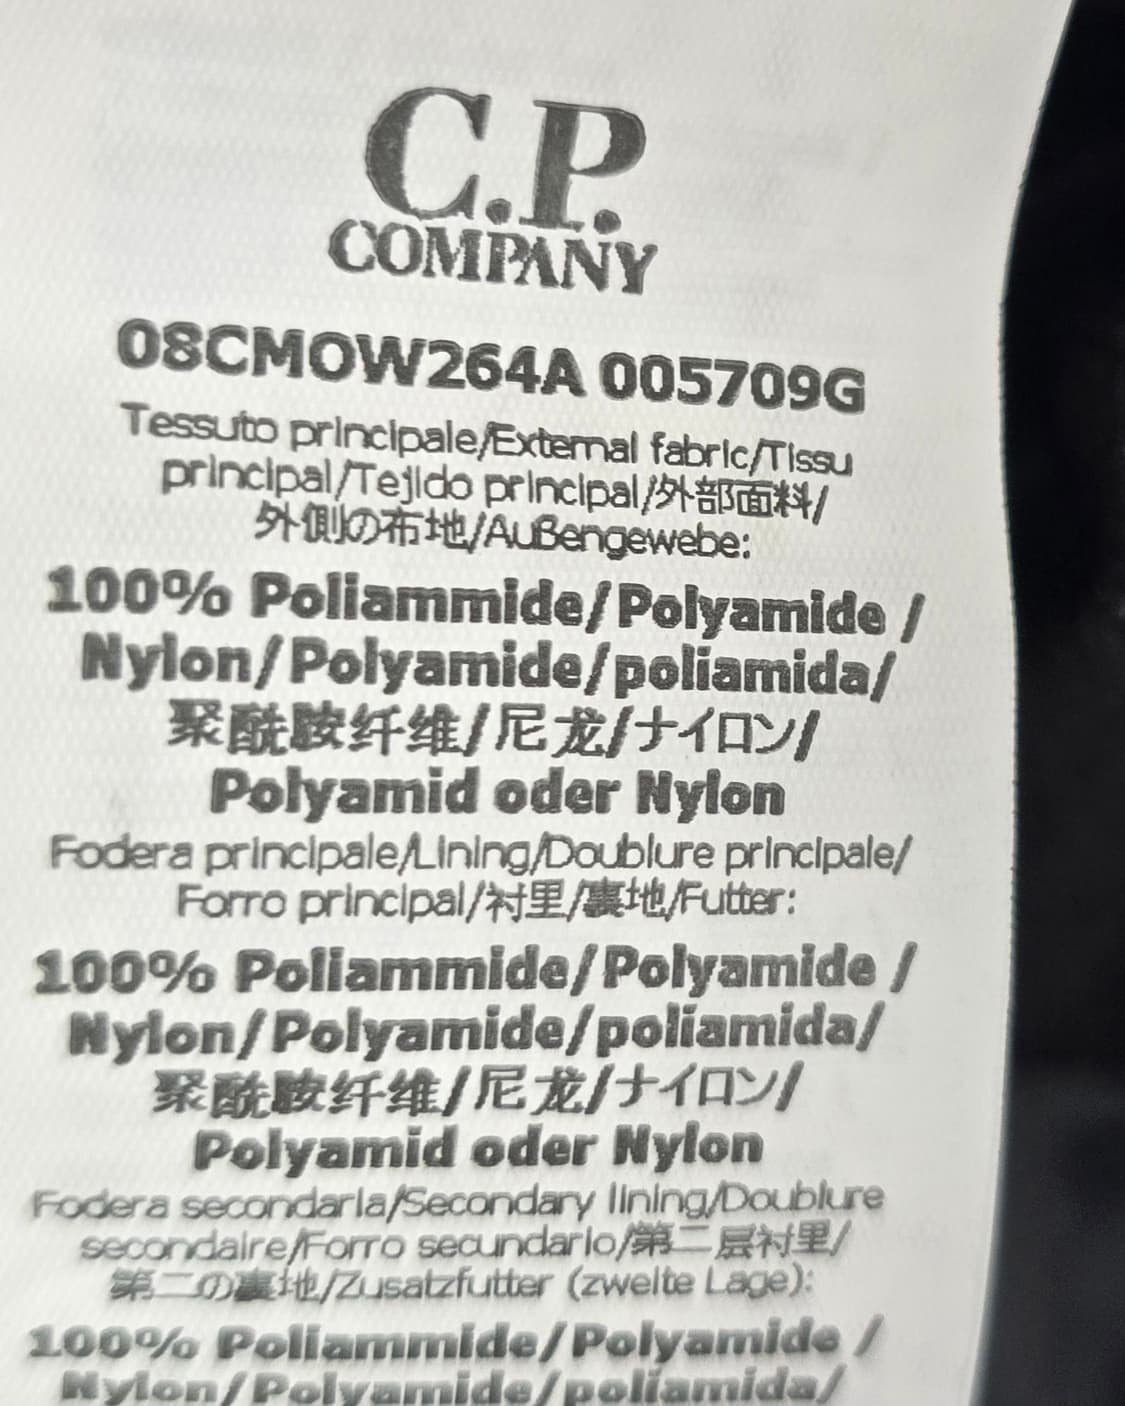 C.P.
COMPANY
08CMOW264A 005709G
Tessuto principale/External fabric/Tissu
principal/Tejido principal/外部面料/
外側の布地/Außengewebe:
100% Poliammide/Polyamide /
Nylon/Polyamide/poliamida/
聚酰胺纤维/尼龙/ナイロン/
Polyamid oder Nylon
Fodera principale/Lining/Doublure principale/
Forro principal/衬里/裏地/Futter:
100% Poliammide/Polyamide /
Nylon/Polyamide/poliamida/
聚酰胺纤维/尼龙/ナイロン/
Polyamid oder Nylon
Fodera secondaria/Secondary lining/Doublure
secondaire/Forro secundario/第二层衬里/
第二の裏地/Zusatzfutter (zweite Lage):
100% Poliammide/Polyamide /
Nylon/Polyamide/poliamida/